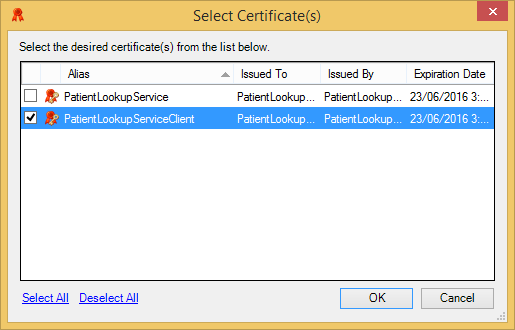 Select Certificate(s)
Select the desired certificate(s) from the list below.
Alias Issued To Issued By Expiration Date
PatientLookupService PatientLookup... PatientLookup... 23/06/2016 3:...
PatientLookupServiceClient PatientLookup... PatientLookup... 23/06/2016 3:...
Select All Deselect All OK Cancel